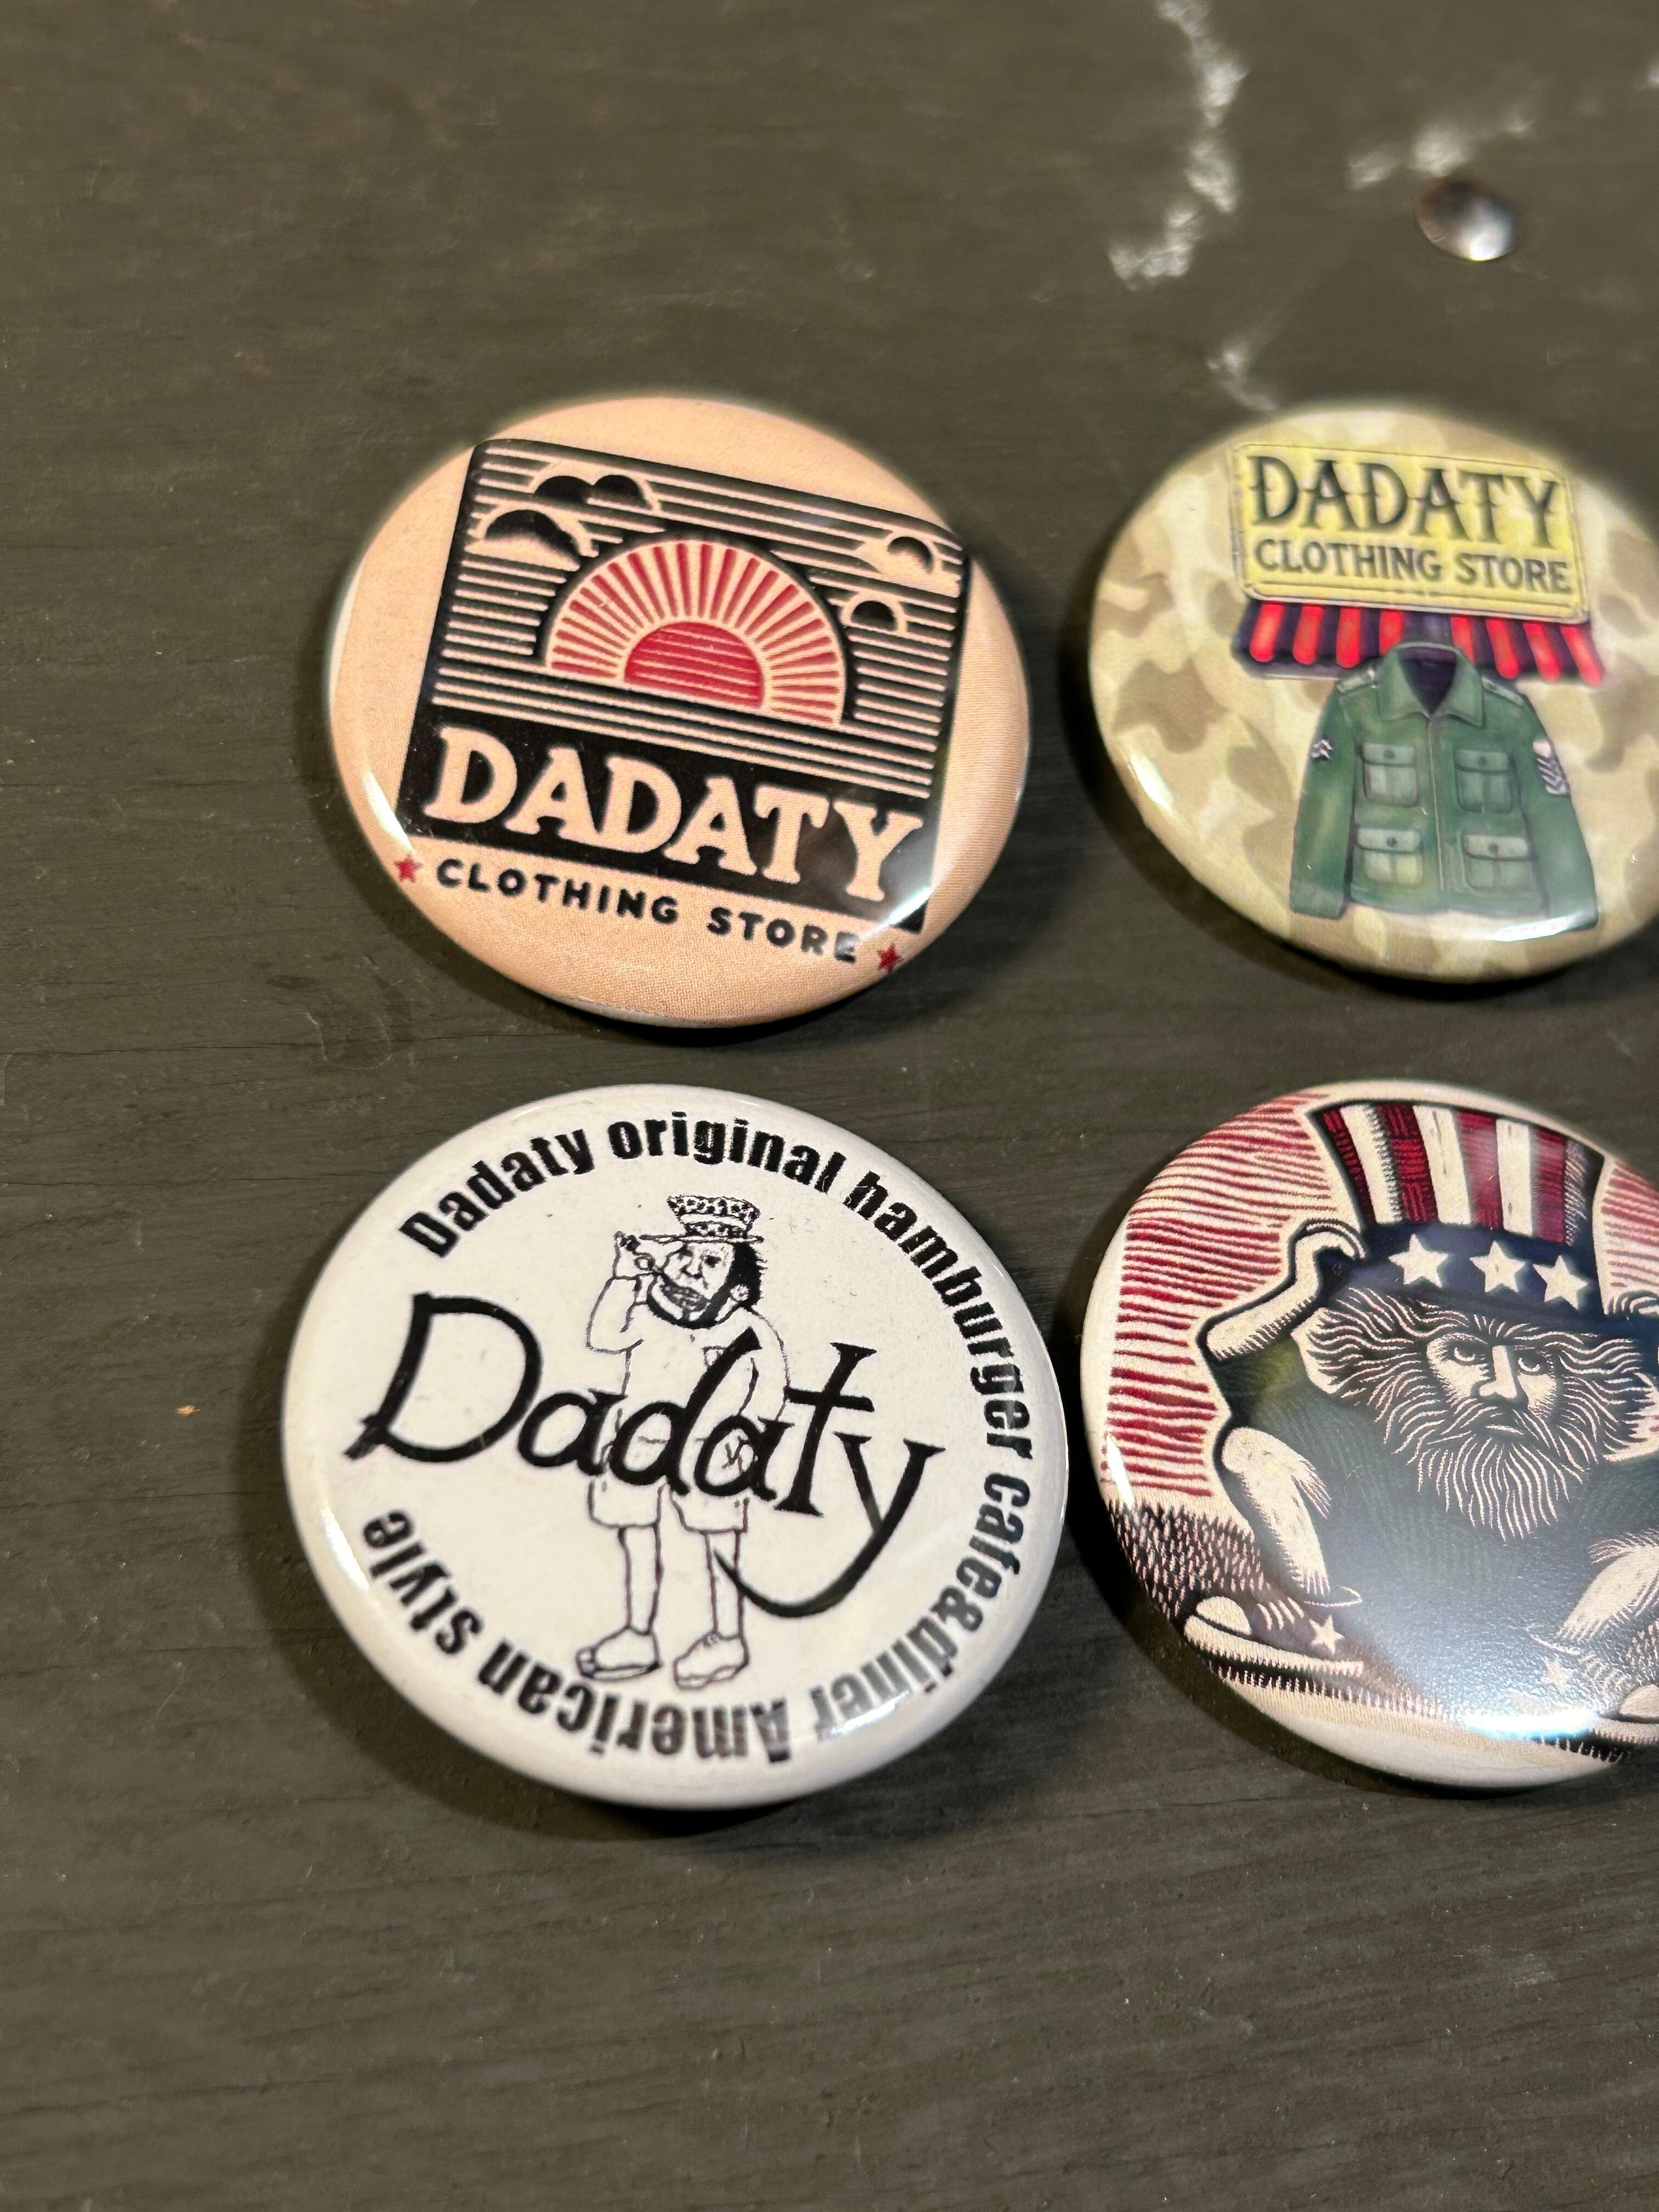 DADATY
CLOTHING STORE
DADATY
CLOTHING STORE
Dadaty original hamburger cafe&diner American style
Dadaty